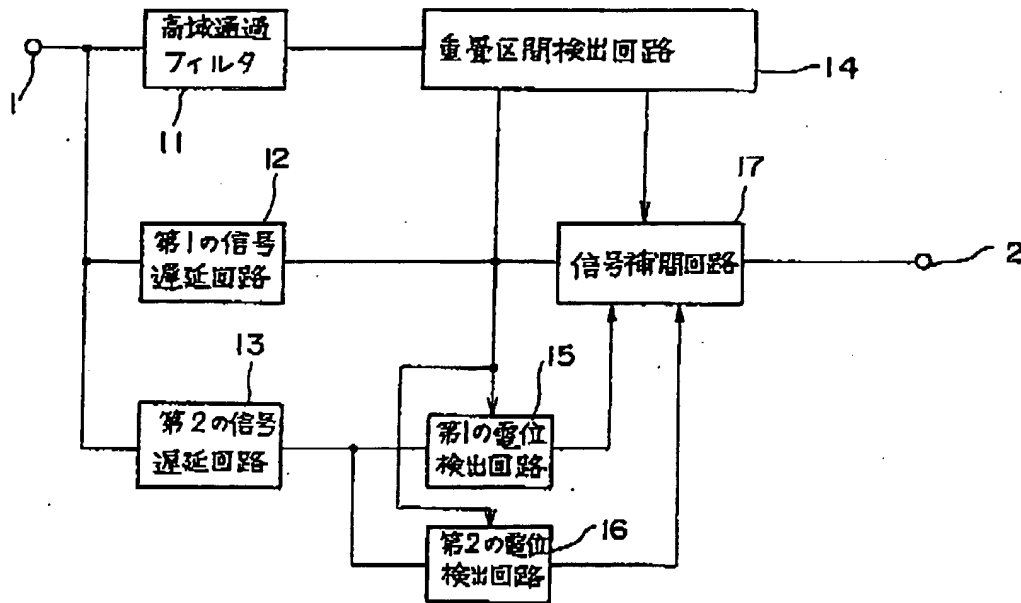 高域通過
フィルタ
重畳区間検出回路
1
11
14
12
17
第1の信号
遅延回路
信号補間回路
2
13
15
第2の信号
遅延回路
第1の電位
検出回路
第2の電位
検出回路
16